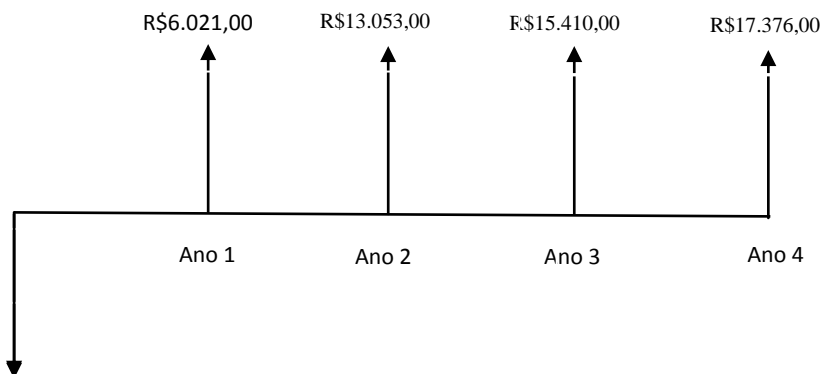 R$6.021,00 R$13.053,00 R$15.410,00 R$17.376,00
Ano 1 Ano 2 Ano 3 Ano 4